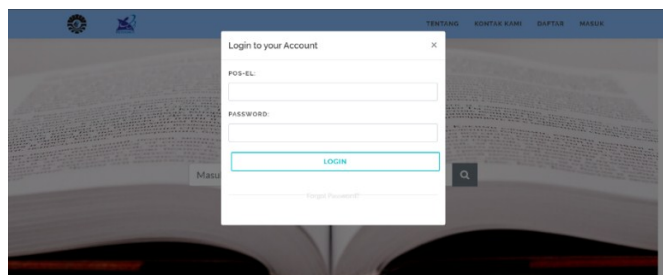 TENTANG KONTAK KAMI DAFTAR MASUK
Login to your Account ×
POS-EL:
PASSWORD:
LOGIN
Masu
Forgot Password?